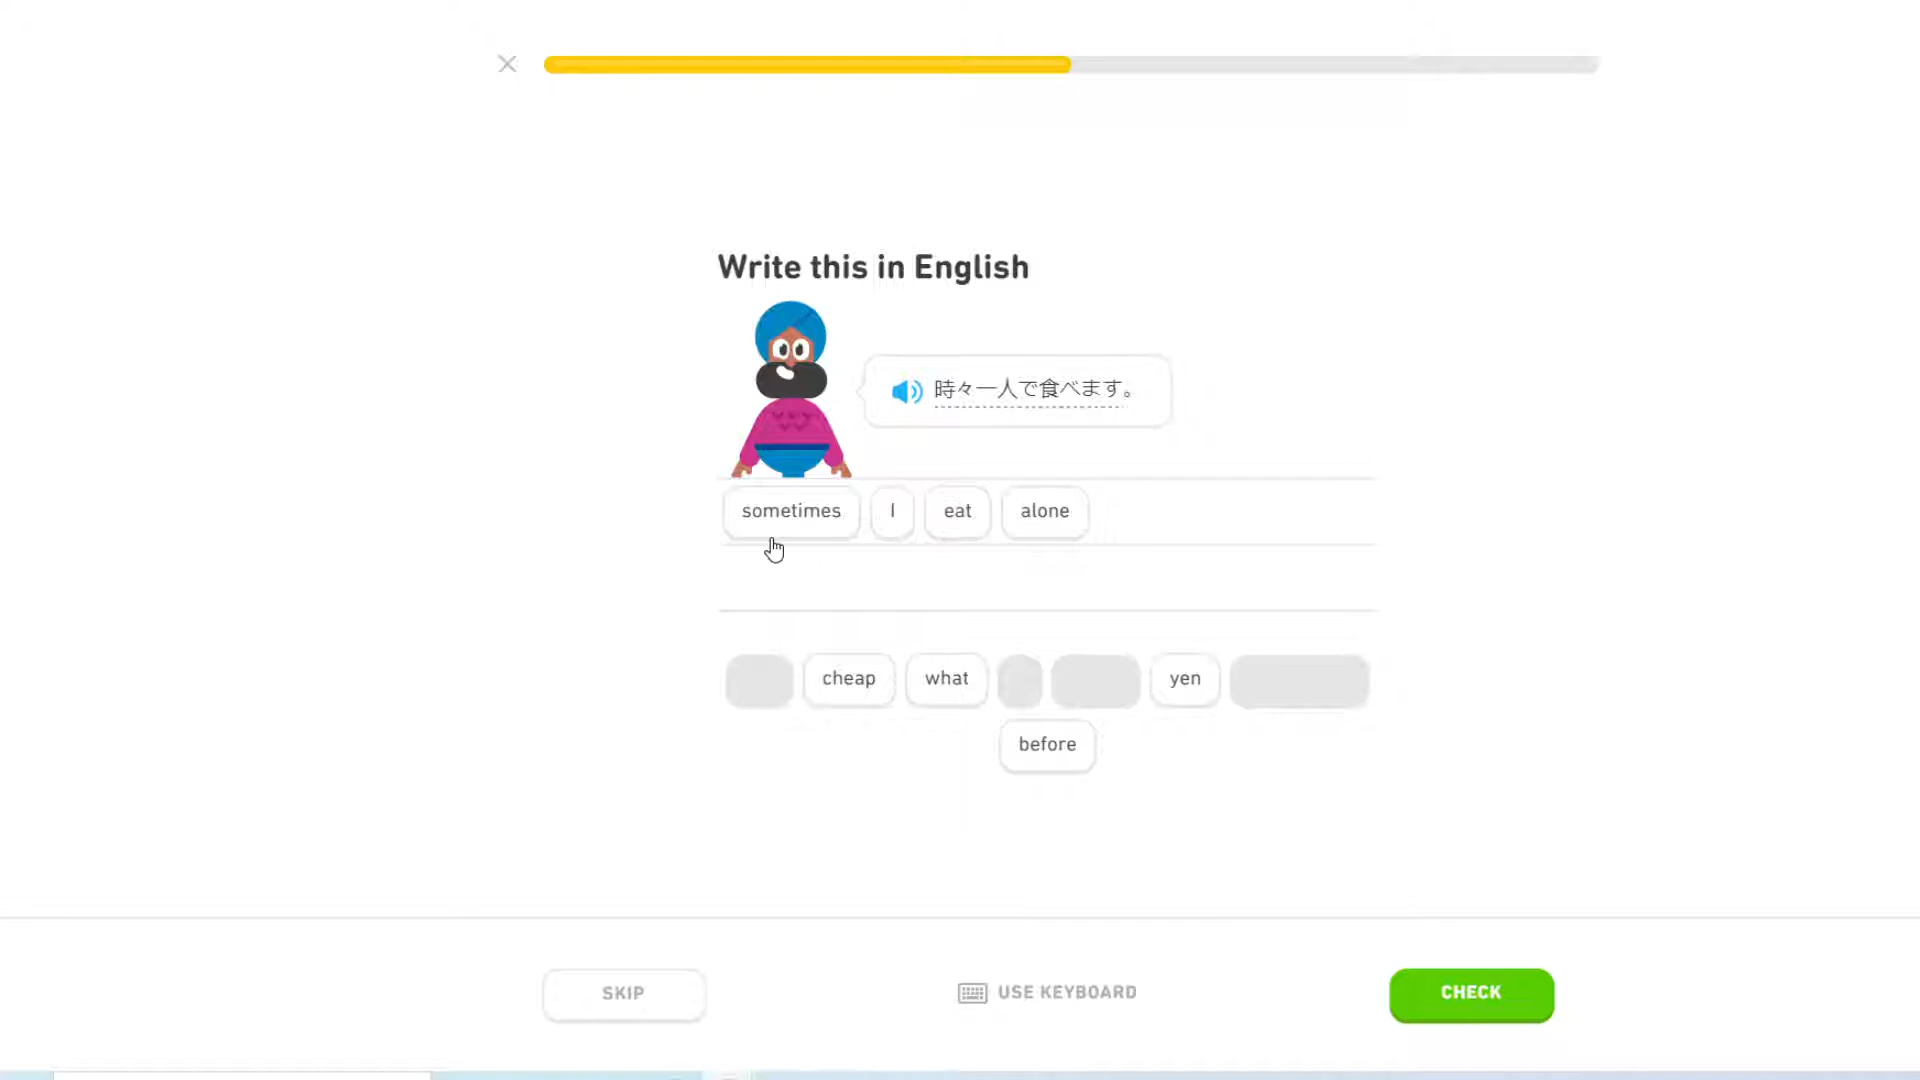 Write this in English
時々一人で食べます。
sometimes I eat alone
cheap what yen
before
SKIP USE KEYBOARD CHECK